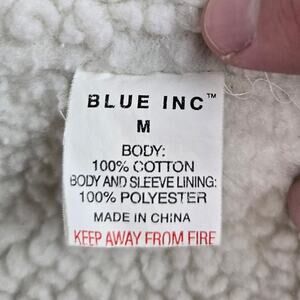 BLUE INC™
M
BODY:
100% COTTON
BODY AND SLEEVE LINING:
100% POLYESTER
MADE IN CHINA
KEEP AWAY FROM FIRE